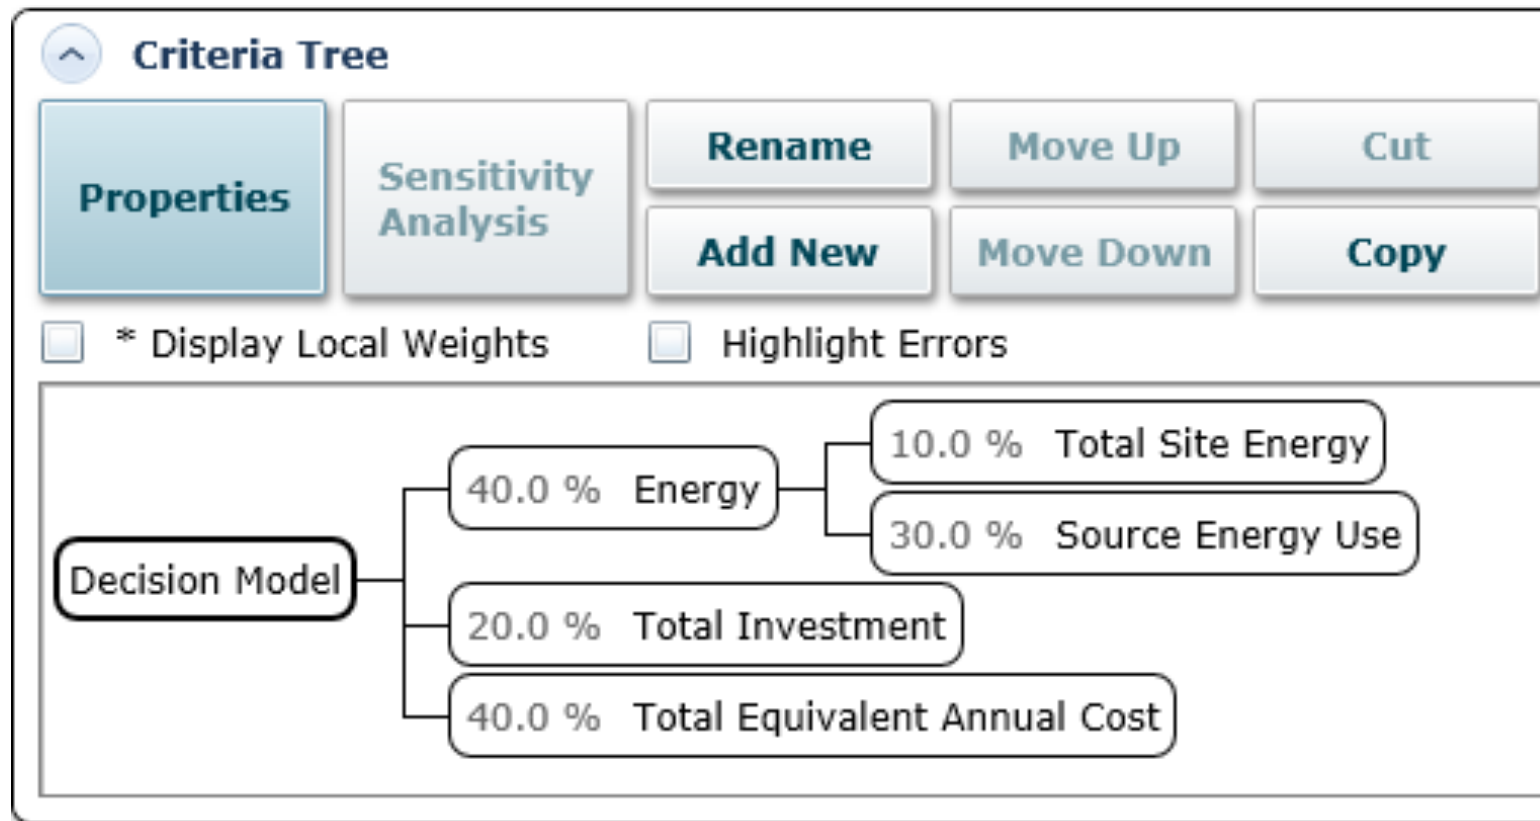 Criteria Tree
Properties
Sensitivity
Analysis
Rename
Move Up
Cut
Add New
Move Down
Copy
* Display Local Weights
Highlight Errors
Decision Model
40.0 % Energy
10.0 % Total Site Energy
30.0 % Source Energy Use
20.0 % Total Investment
40.0 % Total Equivalent Annual Cost